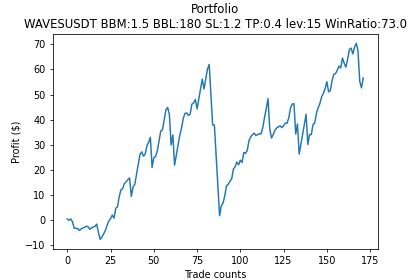 Portfolio
WAVESUSDT BBM:1.5 BBL:180 SL:1.2 TP:0.4 lev:15 WinRatio:73.0
70
60
50
40
30
20
10
0
−10
Profit ($)
0 25 50 75 100 125 150 175
Trade counts